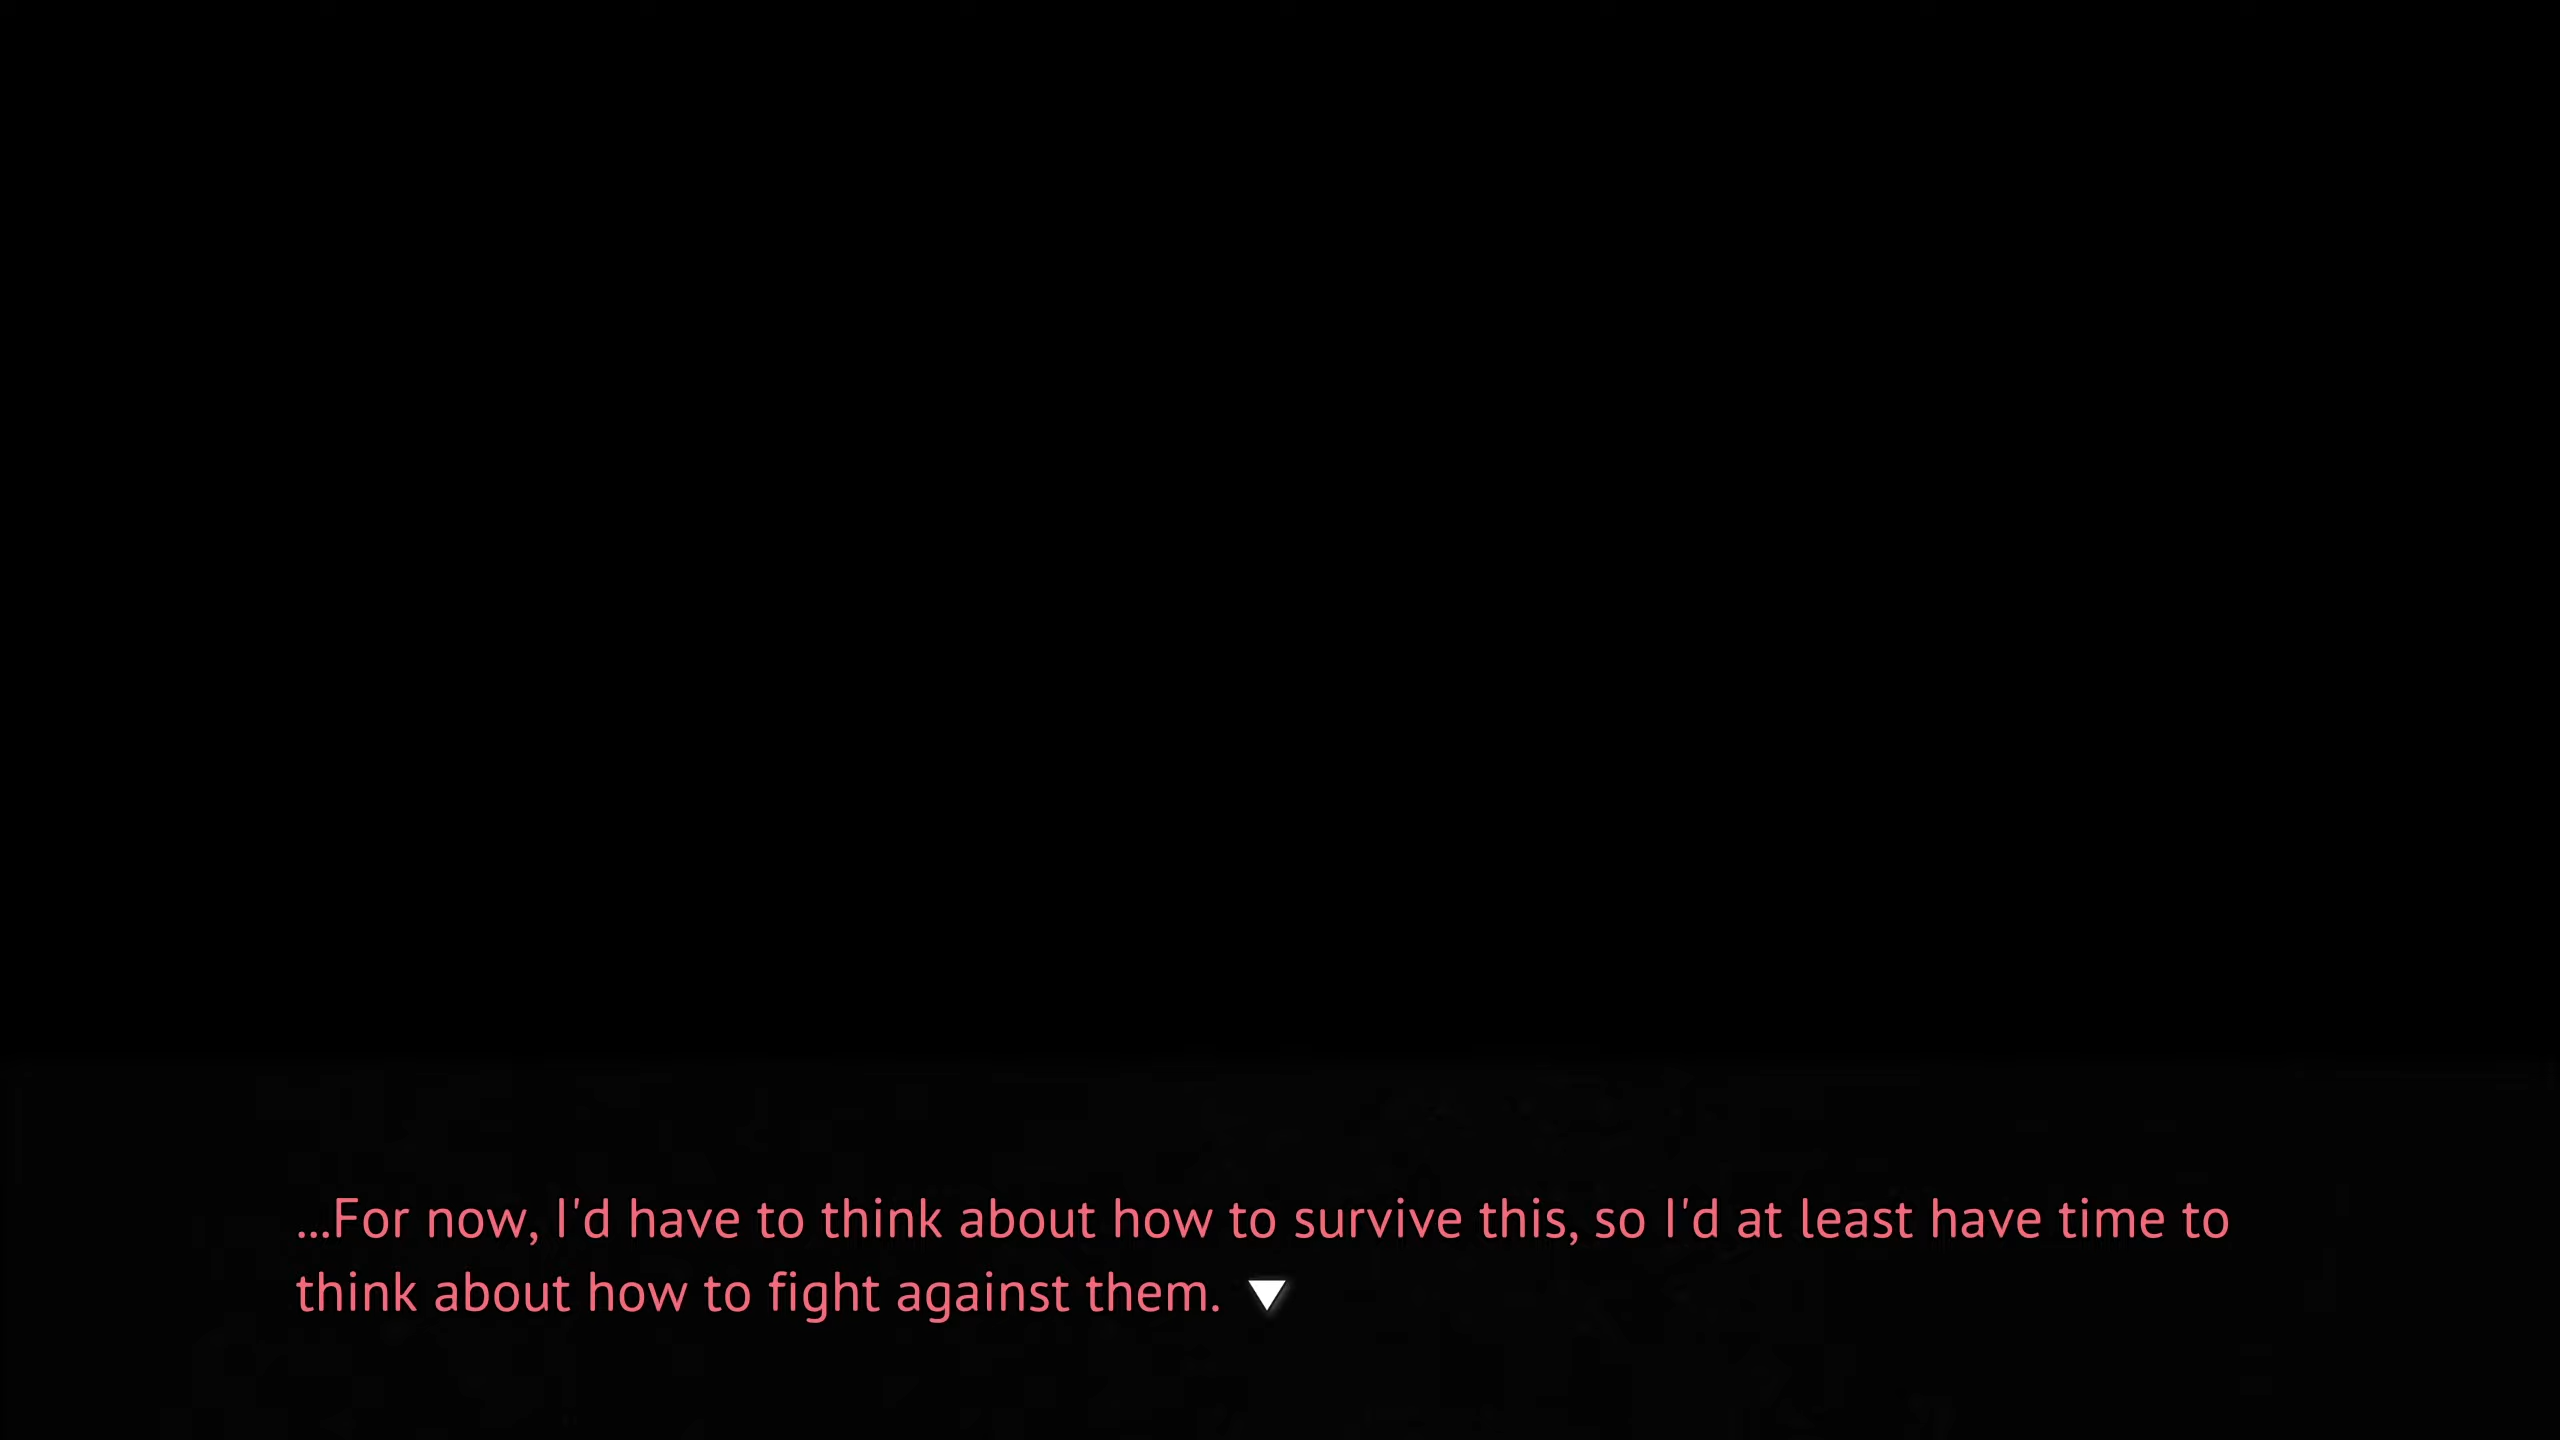 ...For now, I'd have to think about how to survive this, so I'd at least have time to
think about how to fight against them.